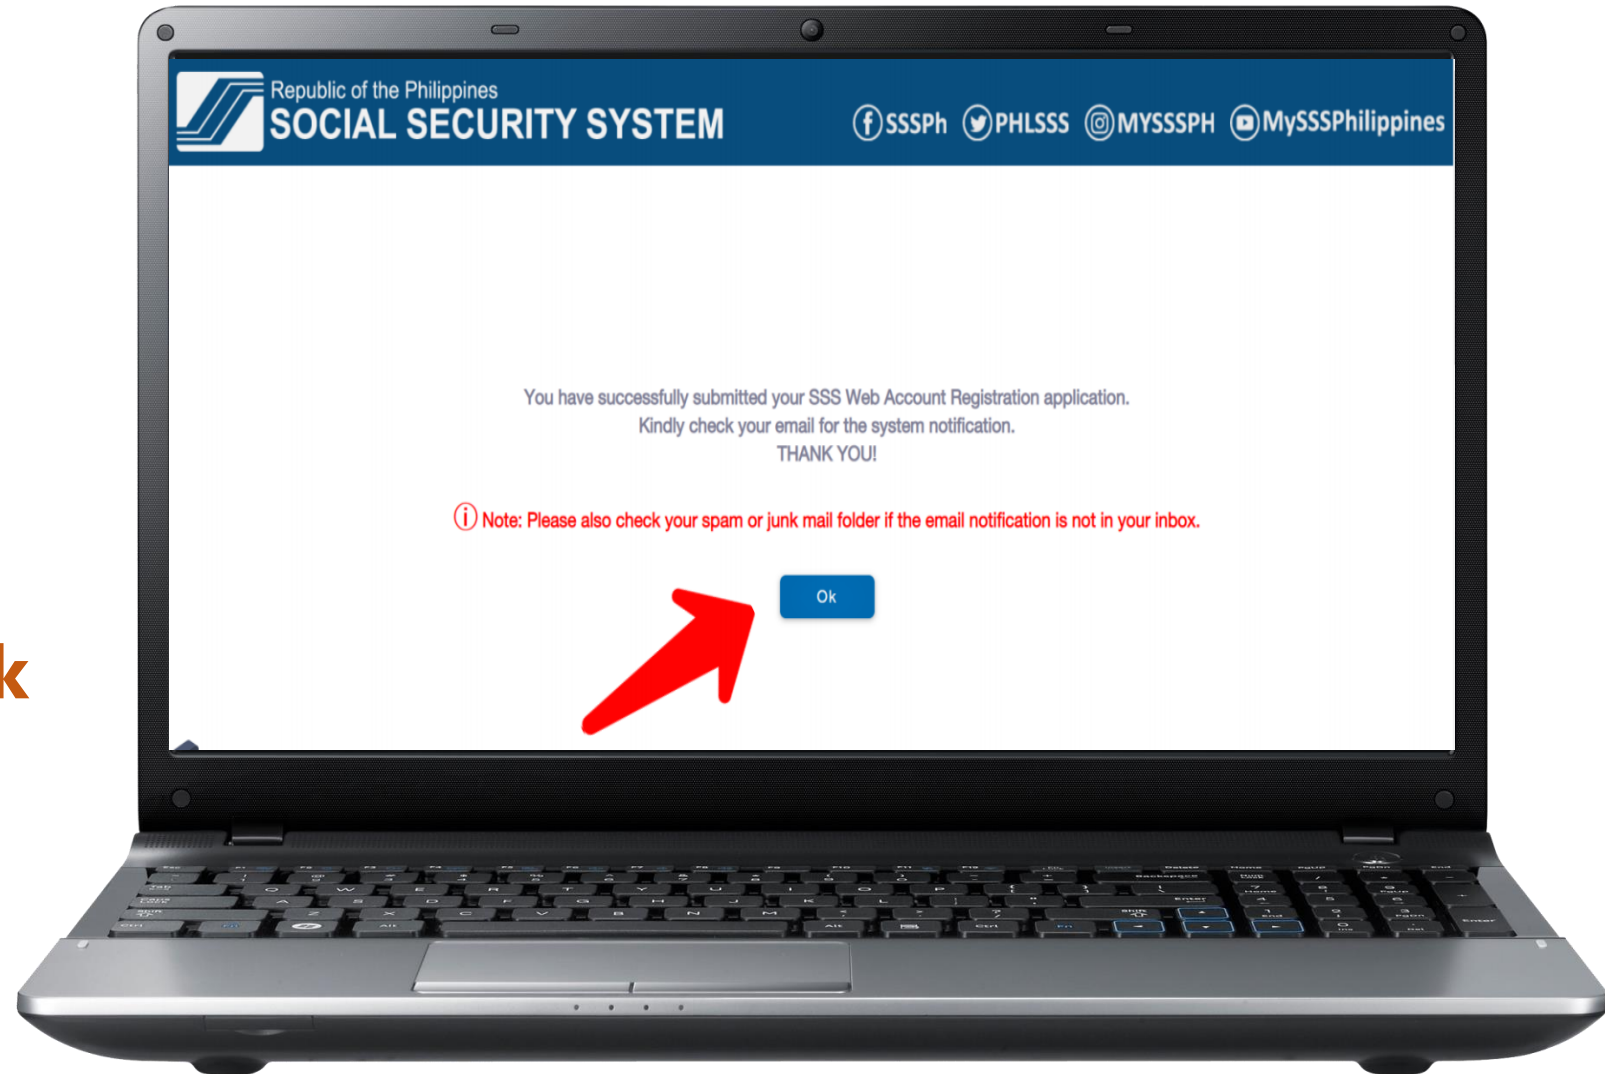 Republic of the Philippines
SOCIAL SECURITY SYSTEM
SSSPh PHLSSS MYSSSPH MySSSPhilippines
You have successfully submitted your SSS Web Account Registration application.
Kindly check your email for the system notification.
THANK YOU!
Note: Please also check your spam or junk mail folder if the email notification is not in your inbox.
Ok
k